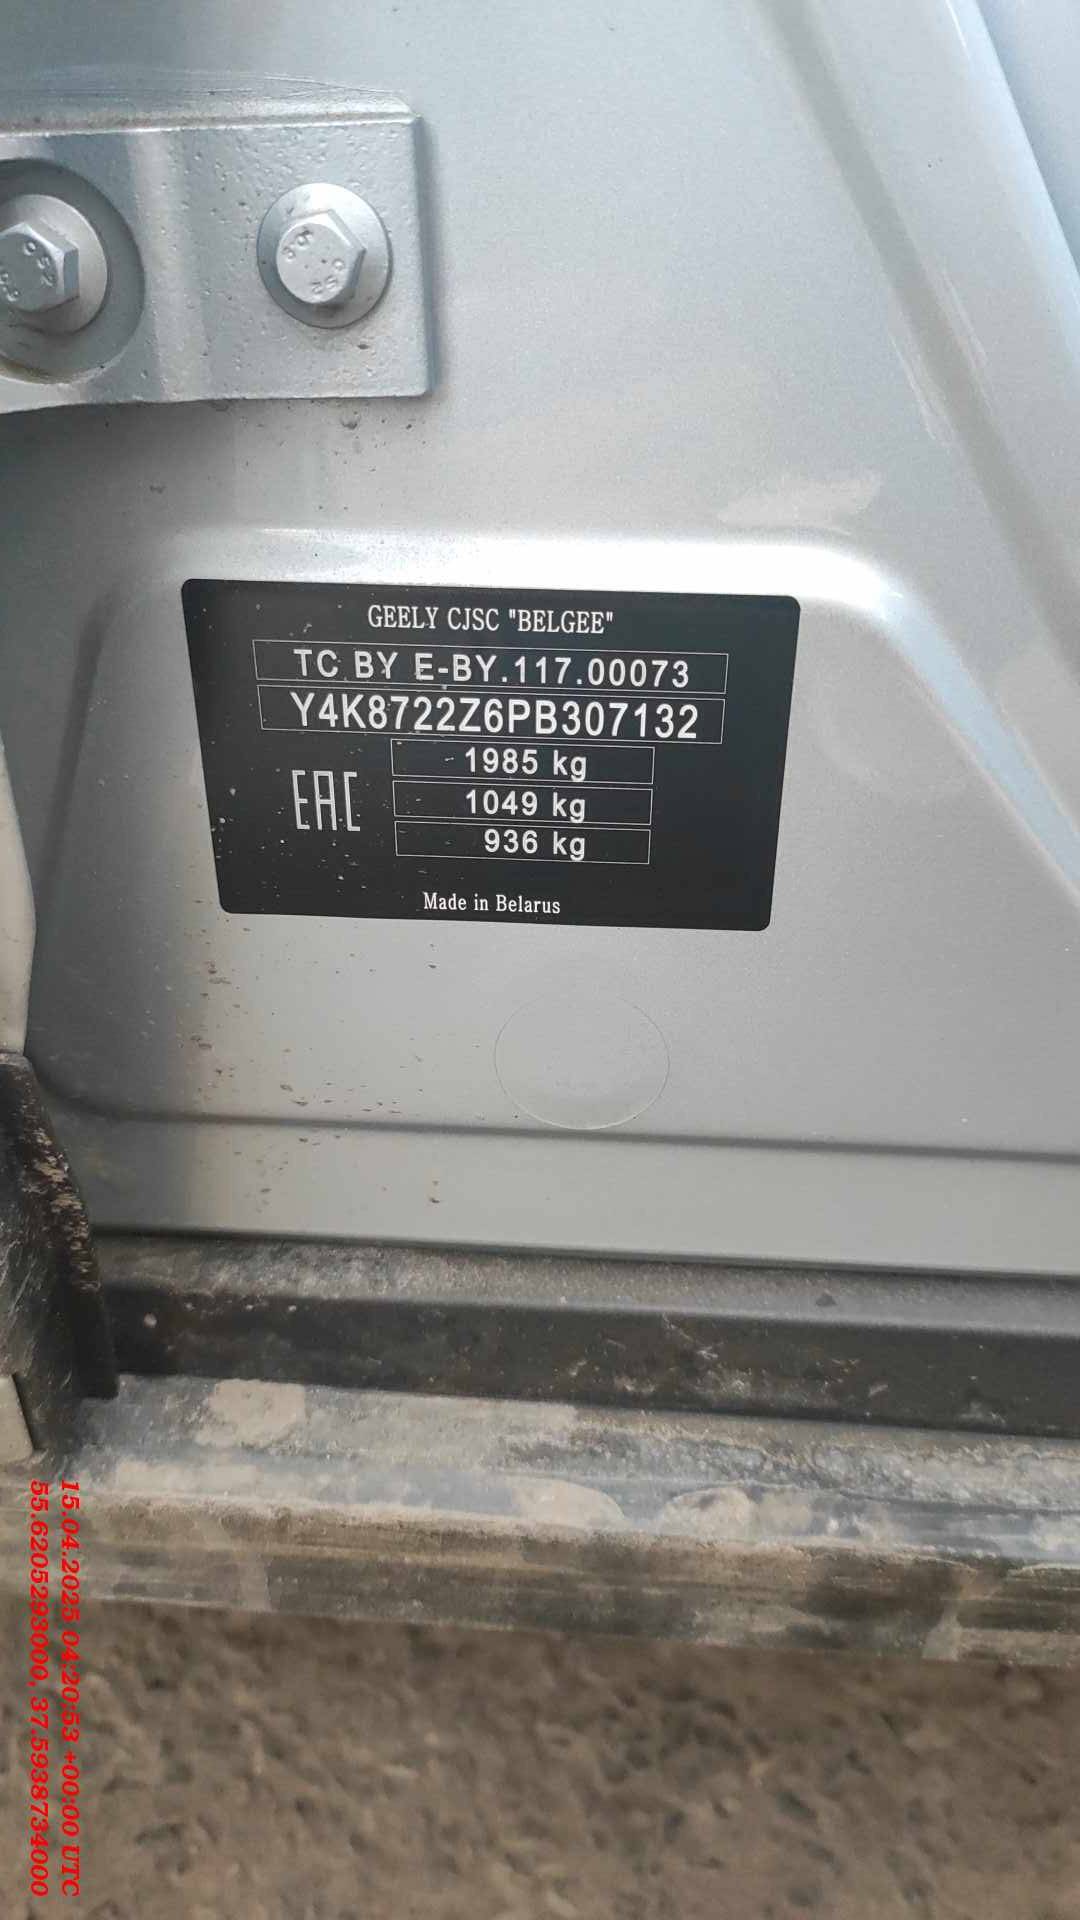 GEELY CJSC "BELGEE"
TC BY E-BY.117.00073
Y4K8722Z6PB307132
1985 kg
1049 kg
936 kg
EAC
Made in Belarus
15.04.2025 04:20:53 +00:00 UTC
55.6205293000, 37.5938734000